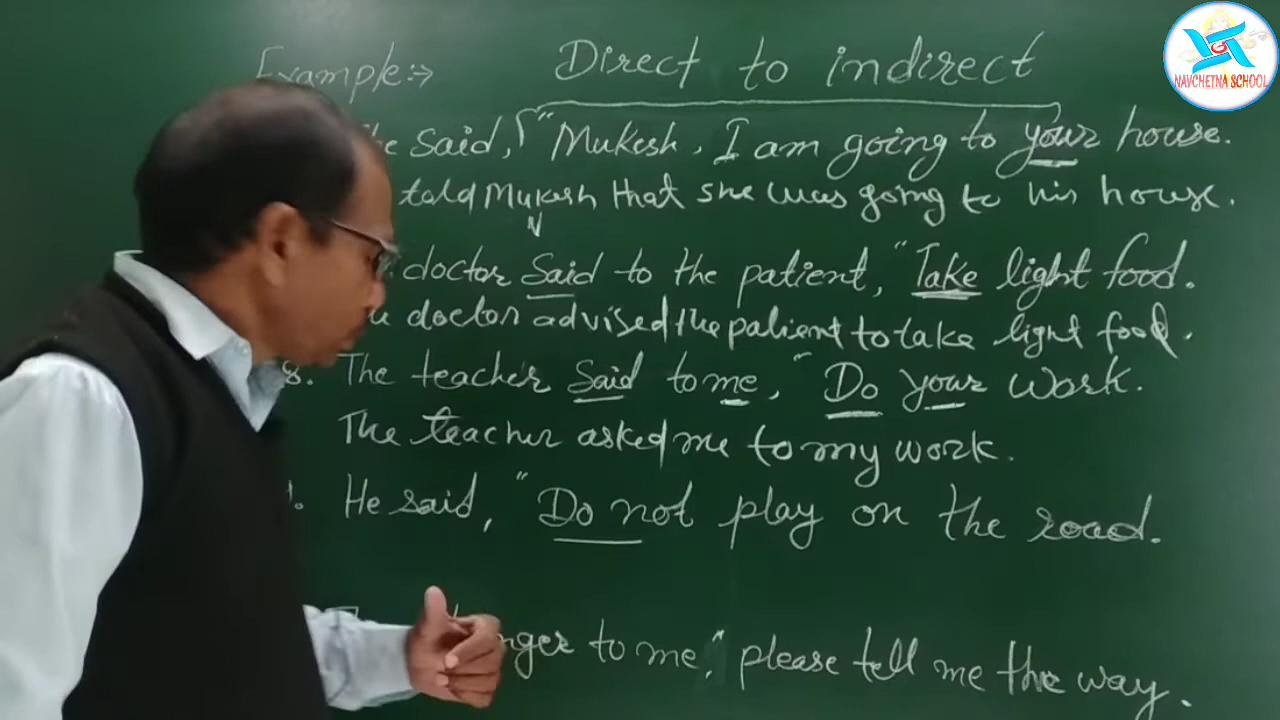 Example:→ Direct to indirect
NAVCHETNA SCHOOL
said, "Mukesh, I am going to your house.
told Mukesh that she was going to his house.
doctor said to the patient, "Take light food.
doctor advised the patient to take light food.
8. The teacher said to me, "Do your work.
The teacher asked me to my work.
He said, "Do not play on the road.
to me," please tell me the way.